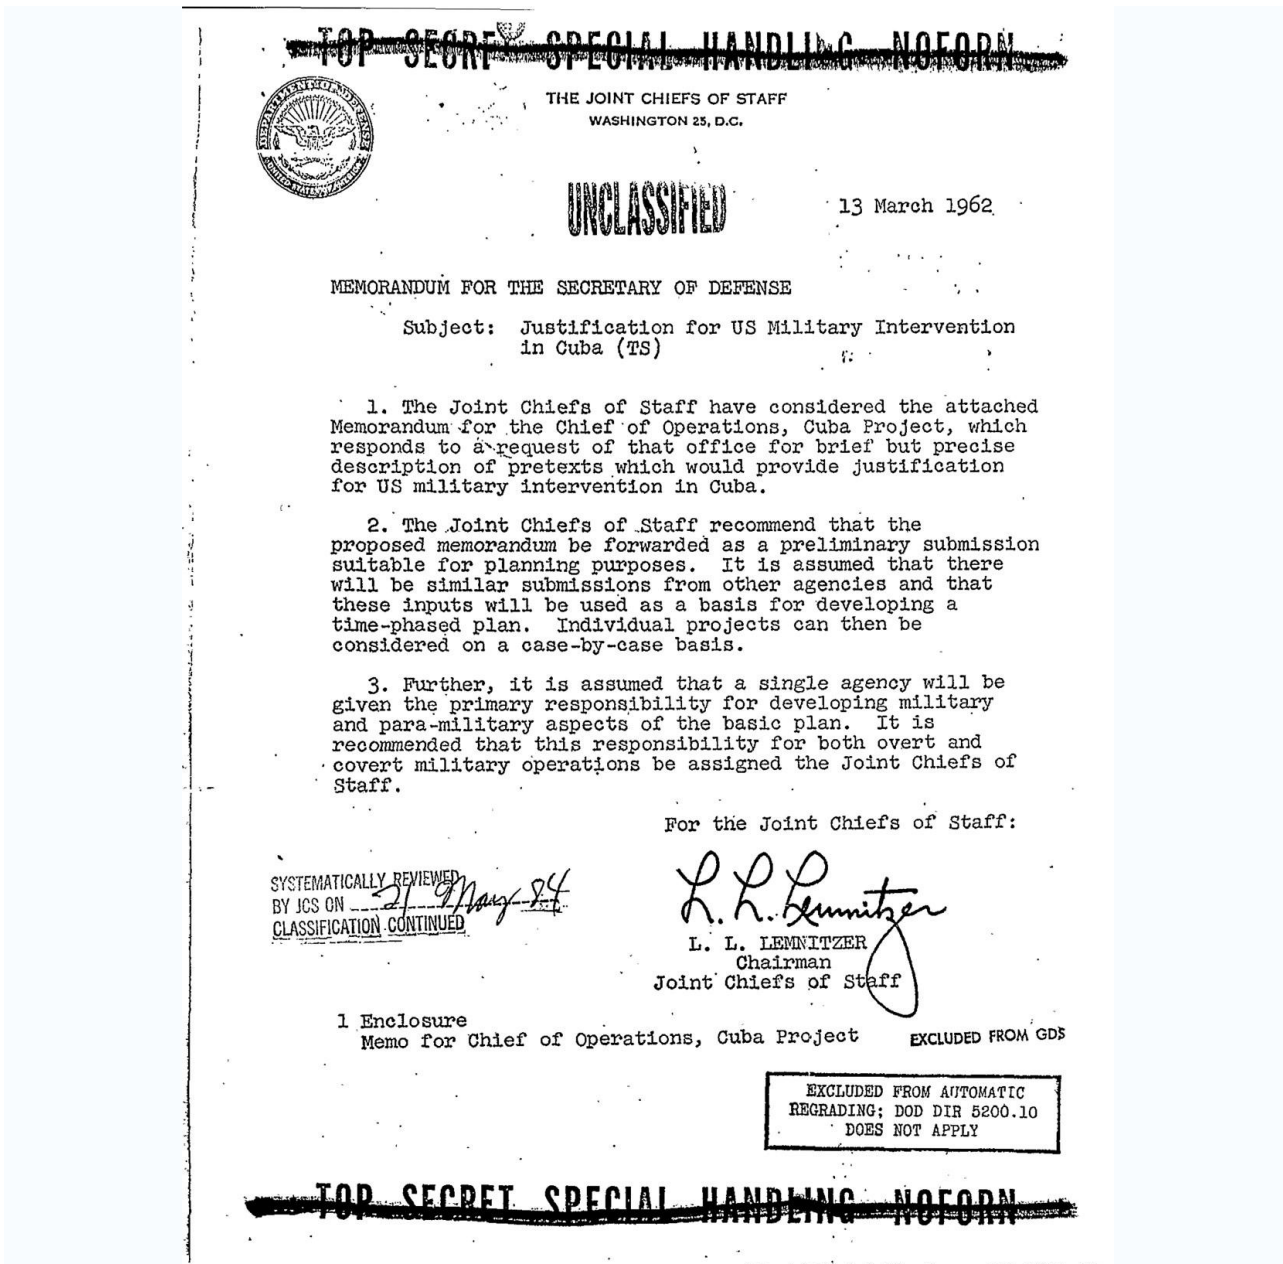 TOP SECRET SPECIAL HANDLING NOFORN
DEPARTMENT OF DEFENSE
UNITED STATES OF AMERICA
THE JOINT CHIEFS OF STAFF
WASHINGTON 25, D.C.
UNCLASSIFIED
13 March 1962
MEMORANDUM FOR THE SECRETARY OF DEFENSE
Subject: Justification for US Military Intervention
in Cuba (TS)
1. The Joint Chiefs of Staff have considered the attached
Memorandum for the Chief of Operations, Cuba Project, which
responds to a request of that office for brief but precise
description of pretexts which would provide justification
for US military intervention in Cuba.
2. The Joint Chiefs of Staff recommend that the
proposed memorandum be forwarded as a preliminary submission
suitable for planning purposes. It is assumed that there
will be similar submissions from other agencies and that
these inputs will be used as a basis for developing a
time-phased plan. Individual projects can then be
considered on a case-by-case basis.
3. Further, it is assumed that a single agency will be
given the primary responsibility for developing military
and para-military aspects of the basic plan. It is
recommended that this responsibility for both overt and
covert military operations be assigned the Joint Chiefs of
Staff.
For the Joint Chiefs of Staff:
SYSTEMATICALLY REVIEWED
BY JCS ON 21 May 84
CLASSIFICATION CONTINUED
L. L. Lemnitzer
L. L. LEMNITZER
Chairman
Joint Chiefs of Staff
1 Enclosure
Memo for Chief of Operations, Cuba Project
EXCLUDED FROM GDS
EXCLUDED FROM AUTOMATIC
REGRADING; DOD DIR 5200.10
DOES NOT APPLY
TOP SECRET SPECIAL HANDLING NOFORN